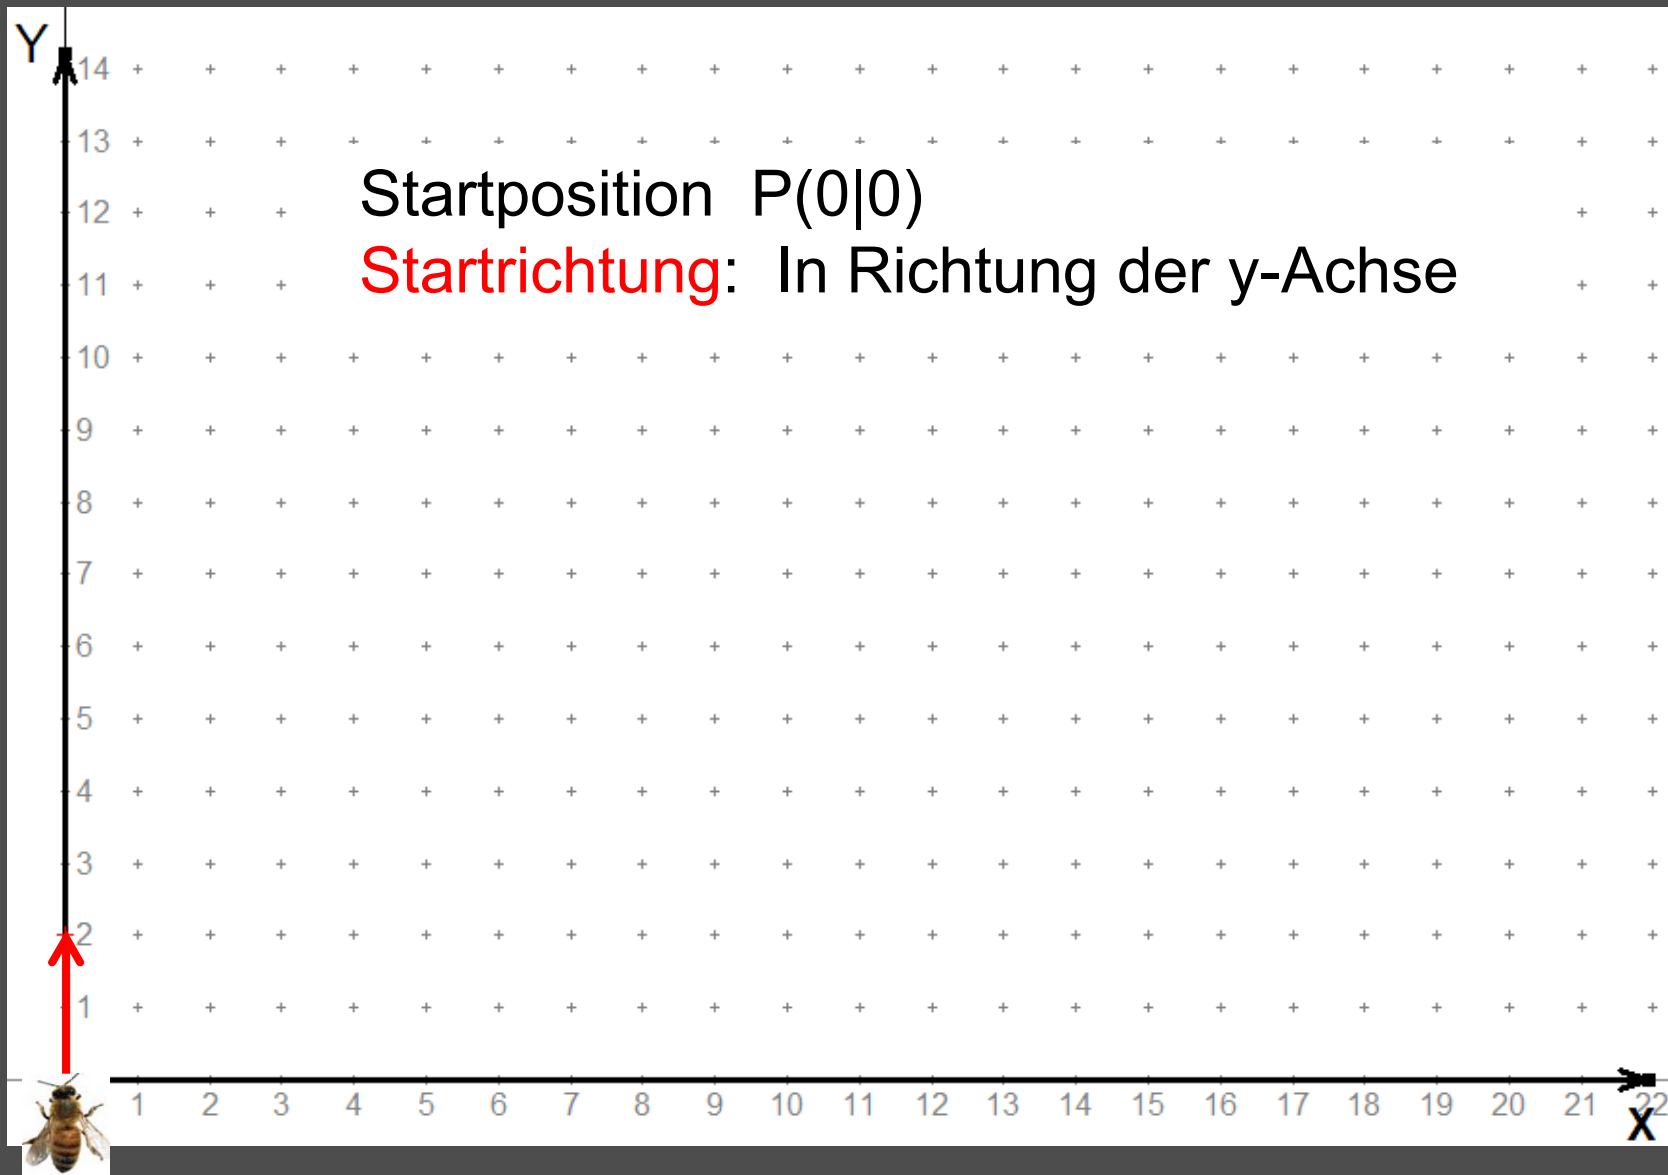 Y
14
13
Startposition P(0|0)
12
Startrichtung: In Richtung der y-Achse
11
10
9
8
7
6
5
4
3
2
1
1 2 3 4 5 6 7 8 9 10 11 12 13 14 15 16 17 18 19 20 21 22
X